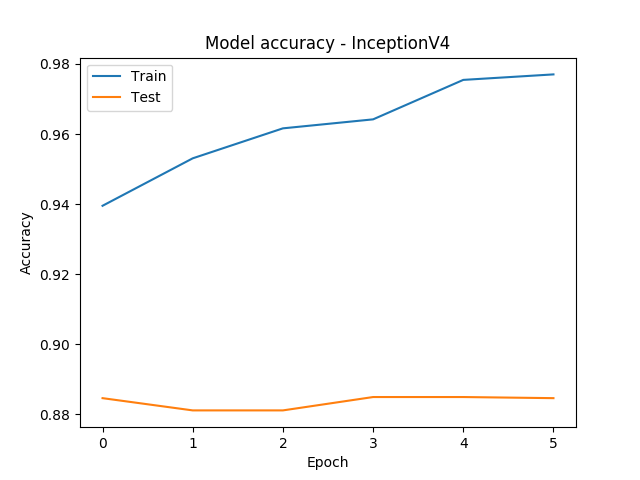 Model accuracy - InceptionV4
Train
Test
Accuracy
0.98
0.96
0.94
0.92
0.90
0.88
0 1 2 3 4 5
Epoch